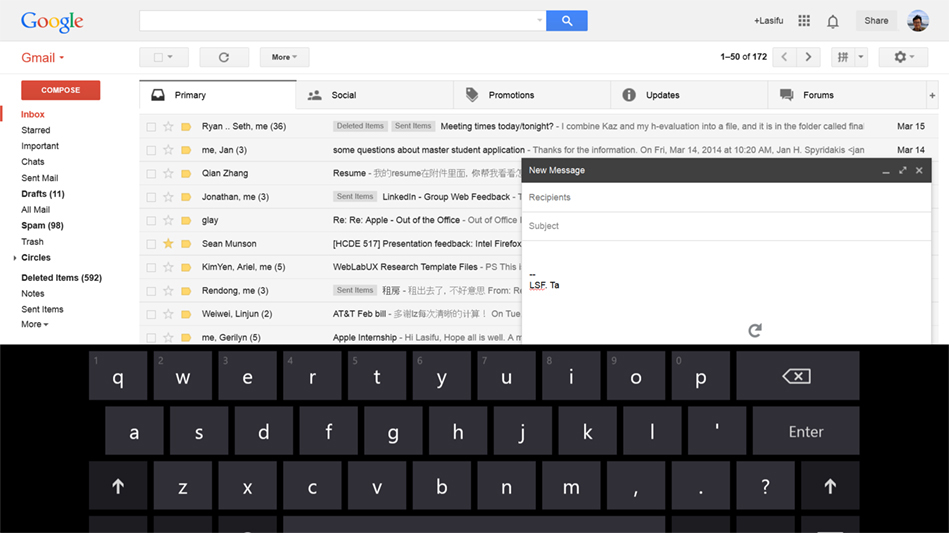 Google
+Lasifu
Share
Gmail
More
1–50 of 172
COMPOSE
Primary
Social
Promotions
Updates
Forums
+
Inbox
Starred
Important
Chats
Sent Mail
Drafts (11)
All Mail
Spam (98)
Trash
Circles
Deleted Items (592)
Notes
Sent Items
More
Ryan .. Seth, me (36) Deleted Items Sent Items Meeting times today/tonight? - I combine Kaz and my h-evaluation into a file, and it is in the folder called final Mar 15
me, Jan (3) some questions about master student application - Thanks for the information. On Fri, Mar 14, 2014 at 10:20 AM, Jan H. Spyridakis <jan Mar 14
Qian Zhang Resume - 我的resume在附件里面, 你帮我看看
Jonathan, me (3) Sent Items LinkedIn - Group Web Feedback -
glay Re: Re: Apple - Out of the Office -
Sean Munson [HCDE 517] Presentation feedback: Intel Firefox
KimYen, Ariel, me (5) WebLabUX Research Template Files - PS This i
Rendong, me (3) Sent Items 租房 - 租出去了, 不好意思 From: Re
Weiwei, Linjun (2) AT&T Feb bill - 多谢lz每次清晰的计算！ On Tue
me, Gerilyn (5) Apple Internship - Hi Lasifu, Hope all is well. A m
New Message
Recipients
Subject
--
LSF. Ta
1 2 3 4 5 6 7 8 9 0
q w e r t y u i o p
a s d f g h j k l ' Enter
z x c v b n m , . ?